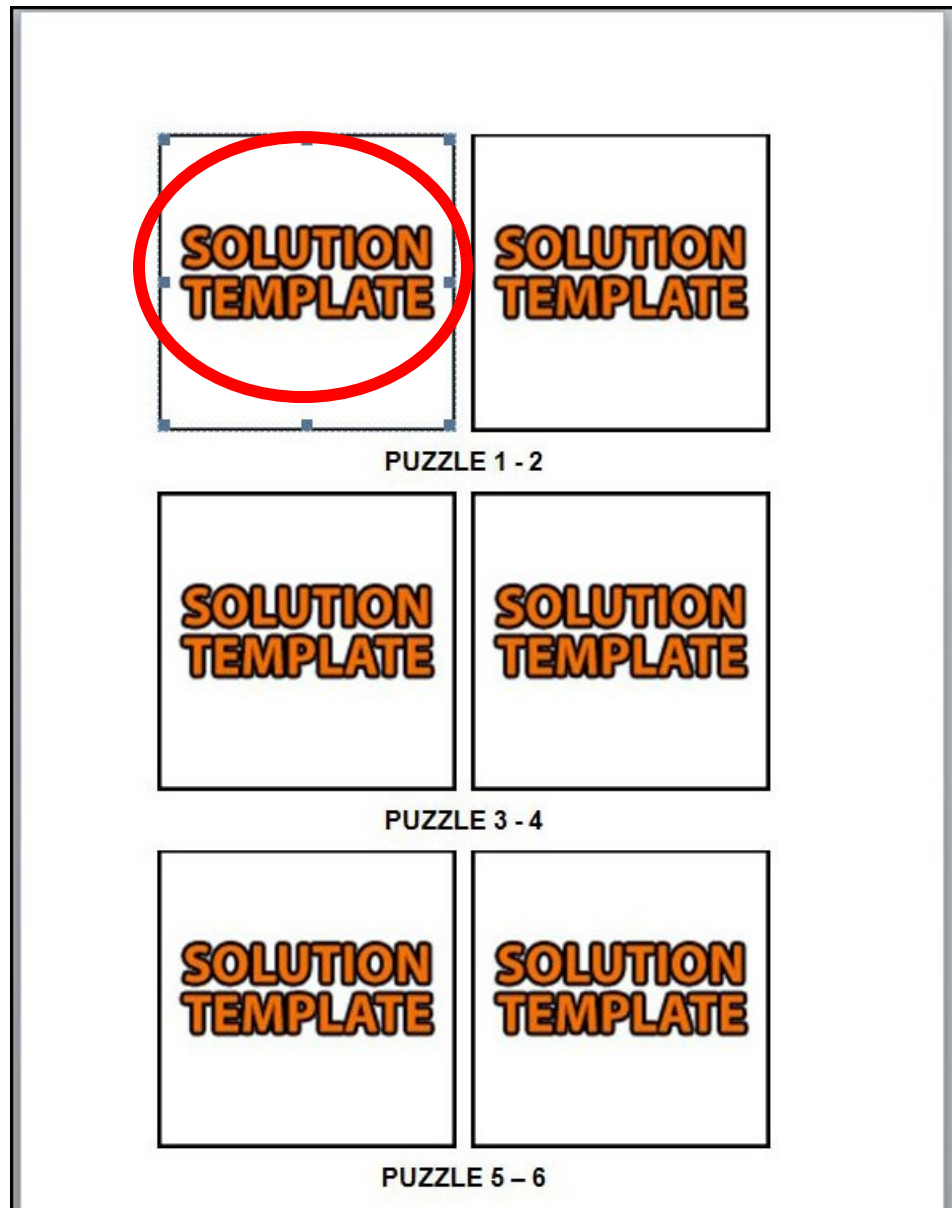 SOLUTION
TEMPLATE
SOLUTION
TEMPLATE
PUZZLE 1 - 2
SOLUTION
TEMPLATE
SOLUTION
TEMPLATE
PUZZLE 3 - 4
SOLUTION
TEMPLATE
SOLUTION
TEMPLATE
PUZZLE 5 – 6